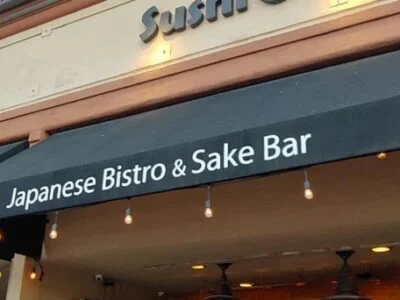 Sushi
Japanese Bistro & Sake Bar